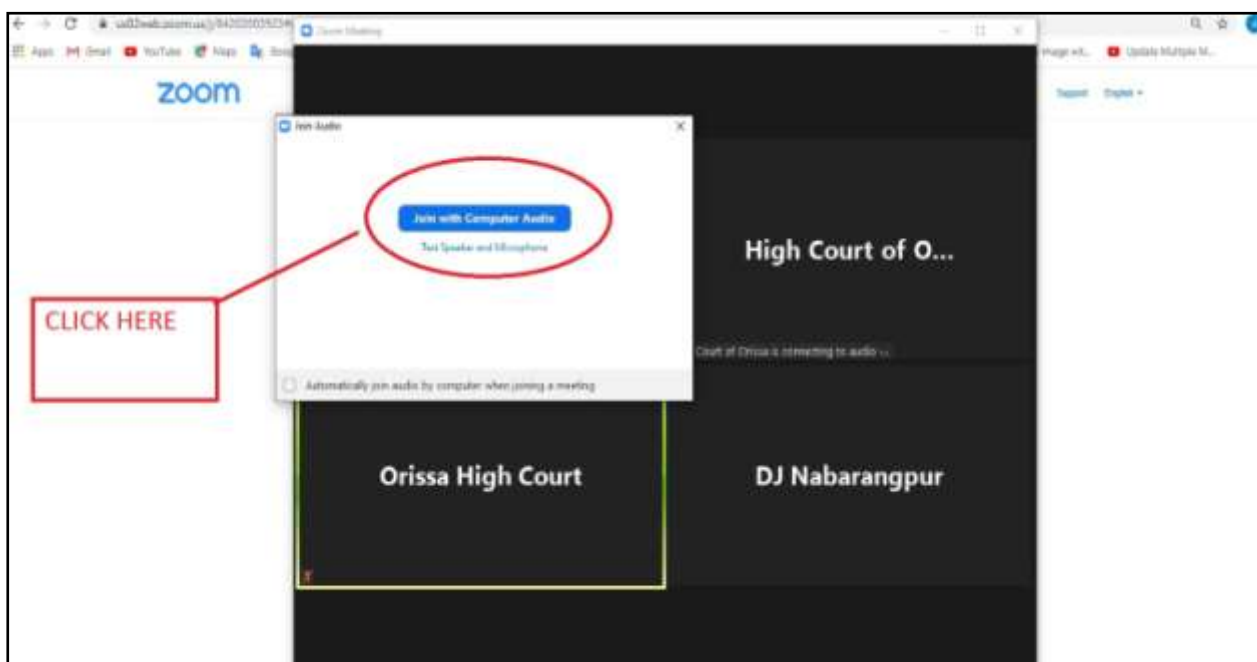 Zoom Meeting
Apps Gmail YouTube Maps
Update Multiple M...
zoom
Support English
Join Audio
Join with Computer Audio
Test Speaker and Microphone
High Court of O...
CLICK HERE
Court of Orissa is connecting to audio
Automatically join audio by computer when joining a meeting
Orissa High Court
DJ Nabarangpur